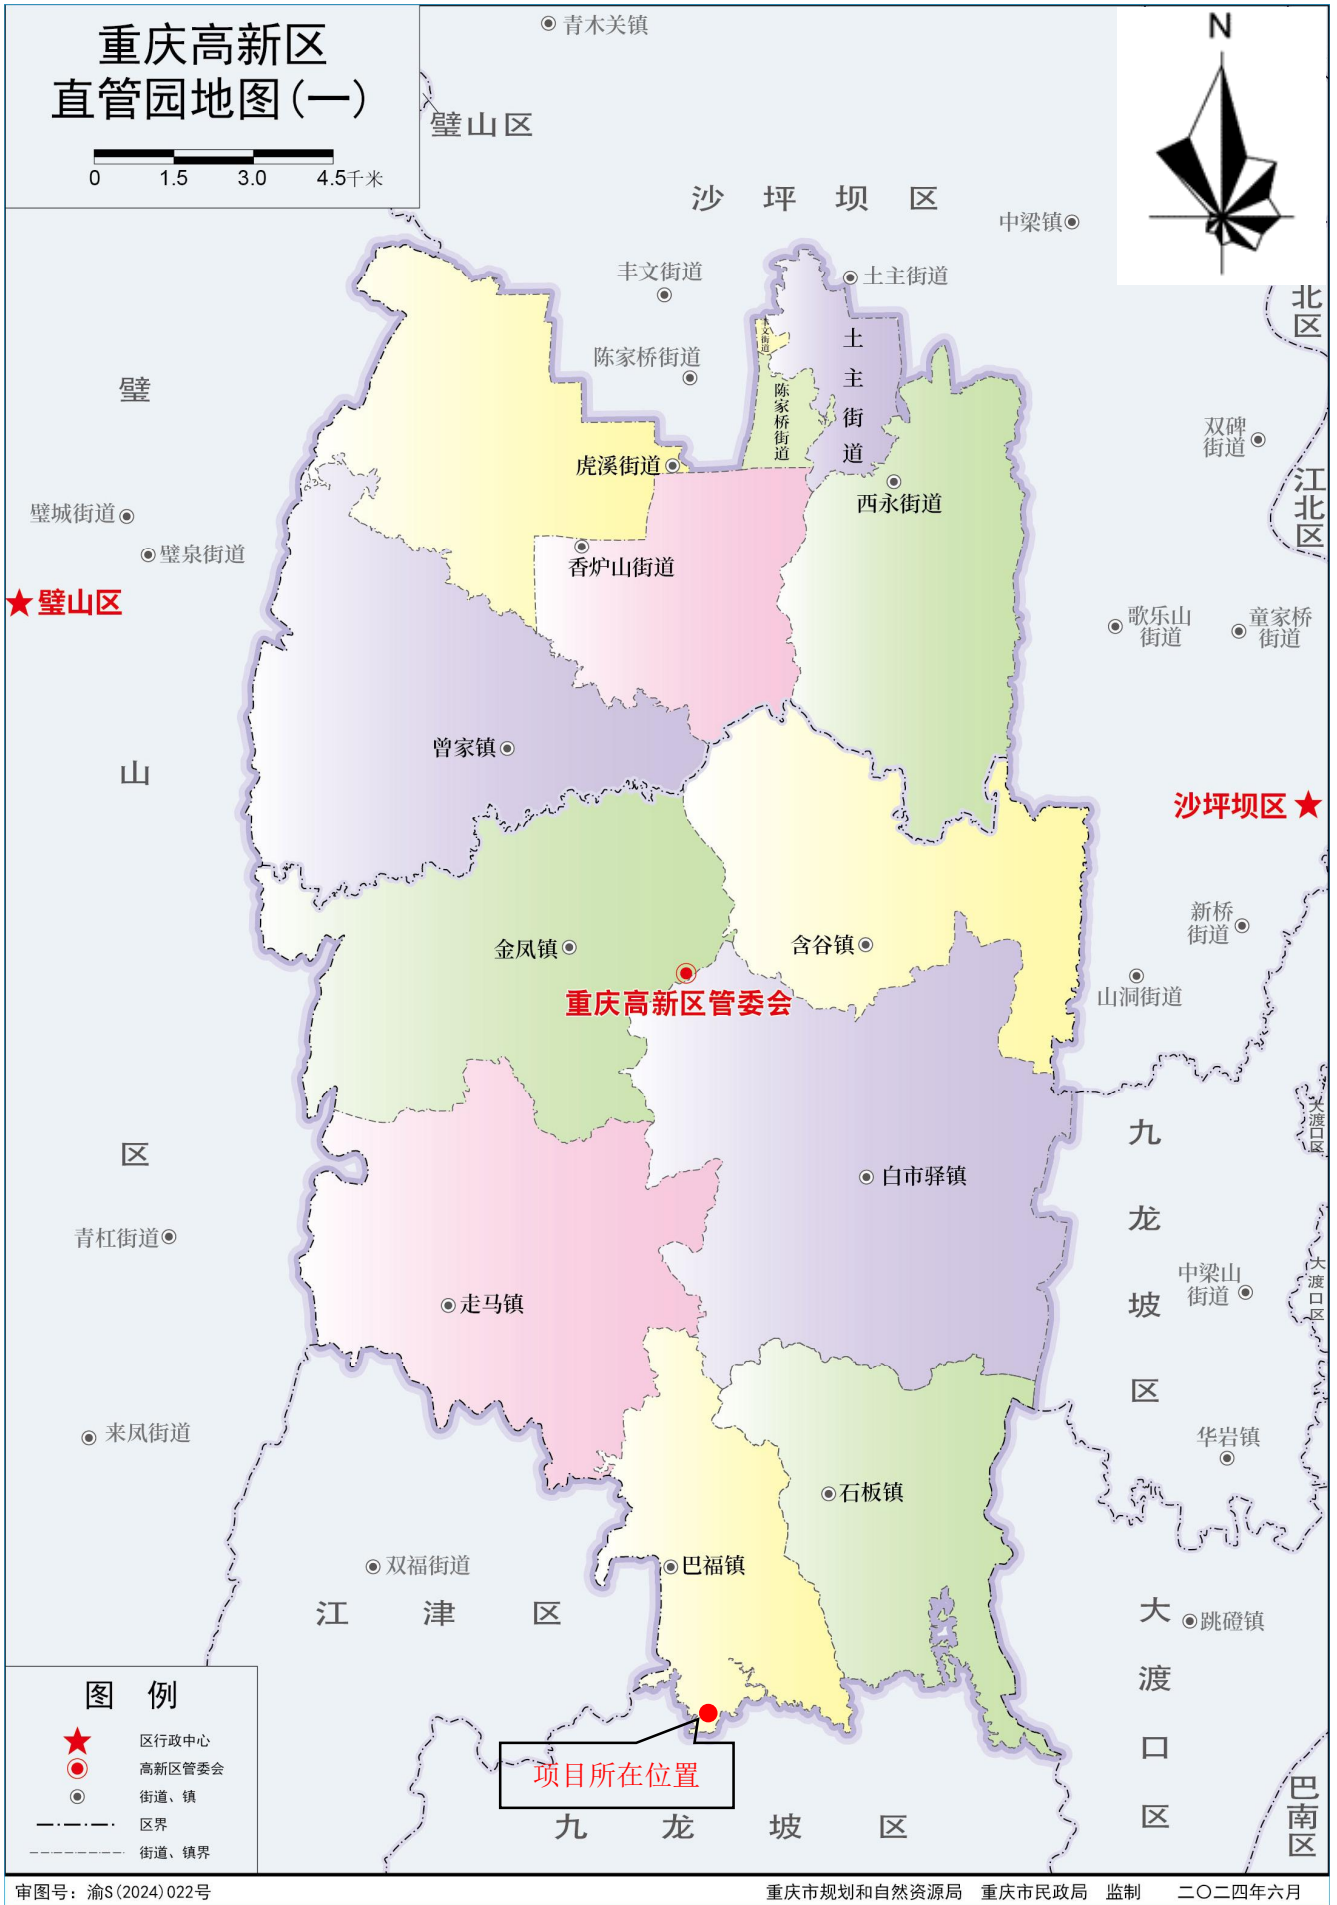 重庆高新区
直管园地图(一)
0 1.5 3.0 4.5千米
N
青木关镇
璧山区
沙坪坝区
中梁镇
丰文街道
土主街道
北区
陈家桥街道
丰文街道
土主街道
陈家桥街道
璧山区
双碑
街道
虎溪街道
西永街道
江北区
璧城街道
璧泉街道
香炉山街道
璧山区
歌乐山
街道
童家桥
街道
曾家镇
沙坪坝区
新桥
街道
金凤镇
含谷镇
山洞街道
重庆高新区管委会
大渡口区
九龙坡区
白市驿镇
青杠街道
中梁山
街道
大渡口区
走马镇
来凤街道
华岩镇
石板镇
双福街道
巴福镇
江津区
大渡口区
跳磴镇
项目所在位置
九龙坡区
巴南区
图例
区行政中心
高新区管委会
街道、镇
区界
街道、镇界
审图号：渝S(2024)022号
重庆市规划和自然资源局 重庆市民政局 监制 二〇二四年六月